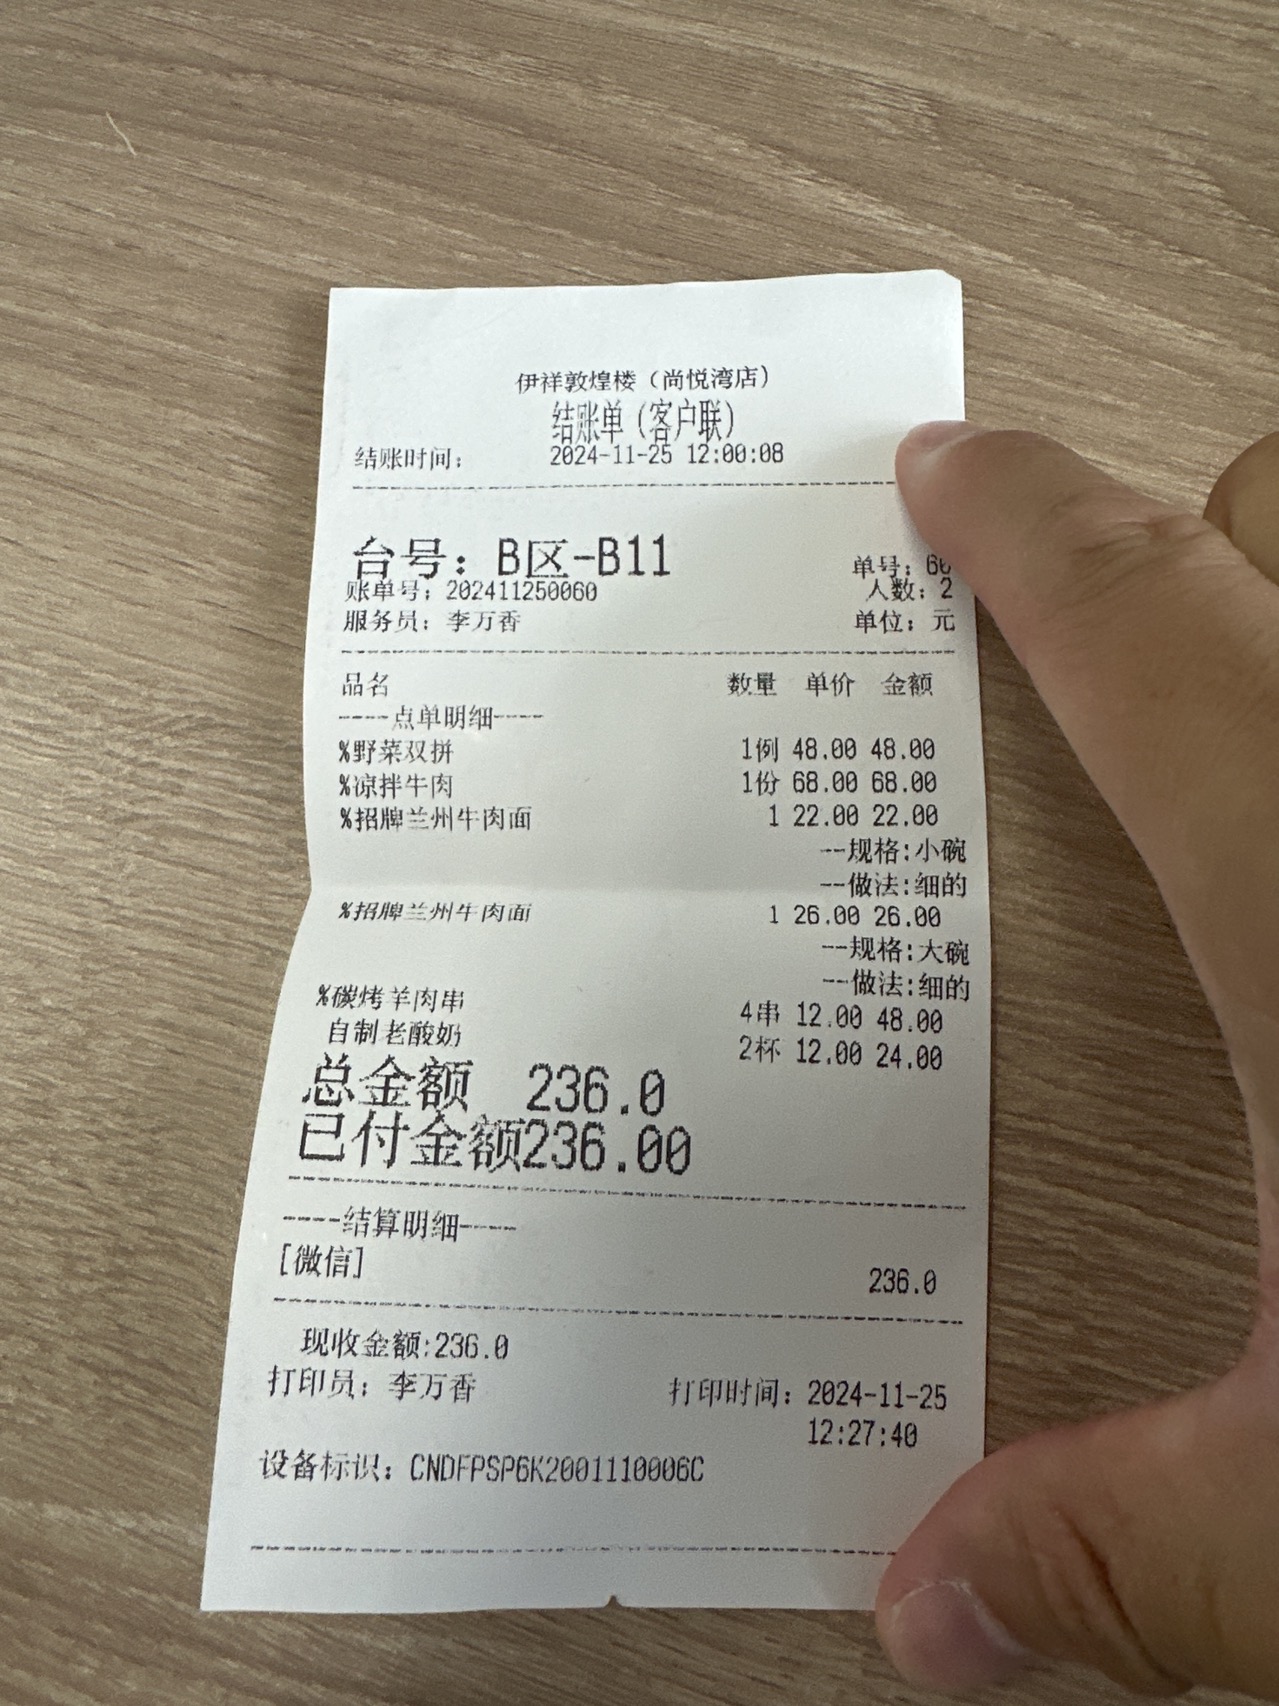 伊祥敦煌楼（尚悦湾店）
结账单（客户联）
结账时间： 2024-11-25 12:00:08
台号：B区-B11
单号：60
账单号：202411250060 人数：2
服务员：李万香 单位：元
品名 数量 单价 金额
----点单明细----
%野菜双拼 1例 48.00 48.00
%凉拌牛肉 1份 68.00 68.00
%招牌兰州牛肉面 1 22.00 22.00
--规格:小碗
--做法:细的
%招牌兰州牛肉面 1 26.00 26.00
--规格:大碗
--做法:细的
%碳烤羊肉串 4串 12.00 48.00
自制老酸奶 2杯 12.00 24.00
总金额 236.0
已付金额236.00
----结算明细----
[微信] 236.0
现收金额:236.0
打印员：李万香 打印时间：2024-11-25
12:27:40
设备标识：CNDFPSP6K2001110006C